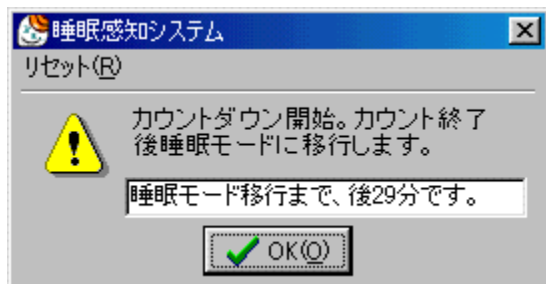 睡眠感知システム
リセット(R)
カウントダウン開始。カウント終了
後睡眠モードに移行します。
睡眠モード移行まで、後29分です。
OK(O)